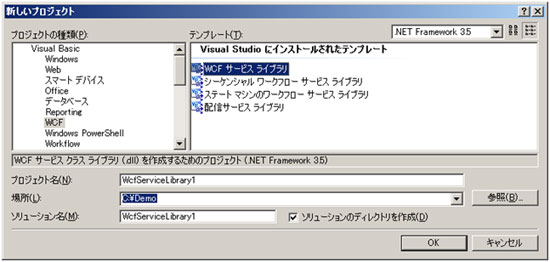 新しいプロジェクト
プロジェクトの種類(P):
テンプレート(T):
.NET Framework 3.5
Visual Basic
Windows
Web
スマート デバイス
Office
データベース
Reporting
WCF
Windows PowerShell
Workflow
Visual Studio にインストールされたテンプレート
WCF サービス ライブラリ
シーケンシャル ワークフロー サービス ライブラリ
ステート マシンのワークフロー サービス ライブラリ
配信サービス ライブラリ
WCF サービス クラス ライブラリ (.dll) を作成するためのプロジェクト (.NET Framework 3.5)
プロジェクト名(N):
WcfServiceLibrary1
場所(L):
C:¥Demo
参照(B)...
ソリューション名(M):
WcfServiceLibrary1
ソリューションのディレクトリを作成(D)
OK
キャンセル